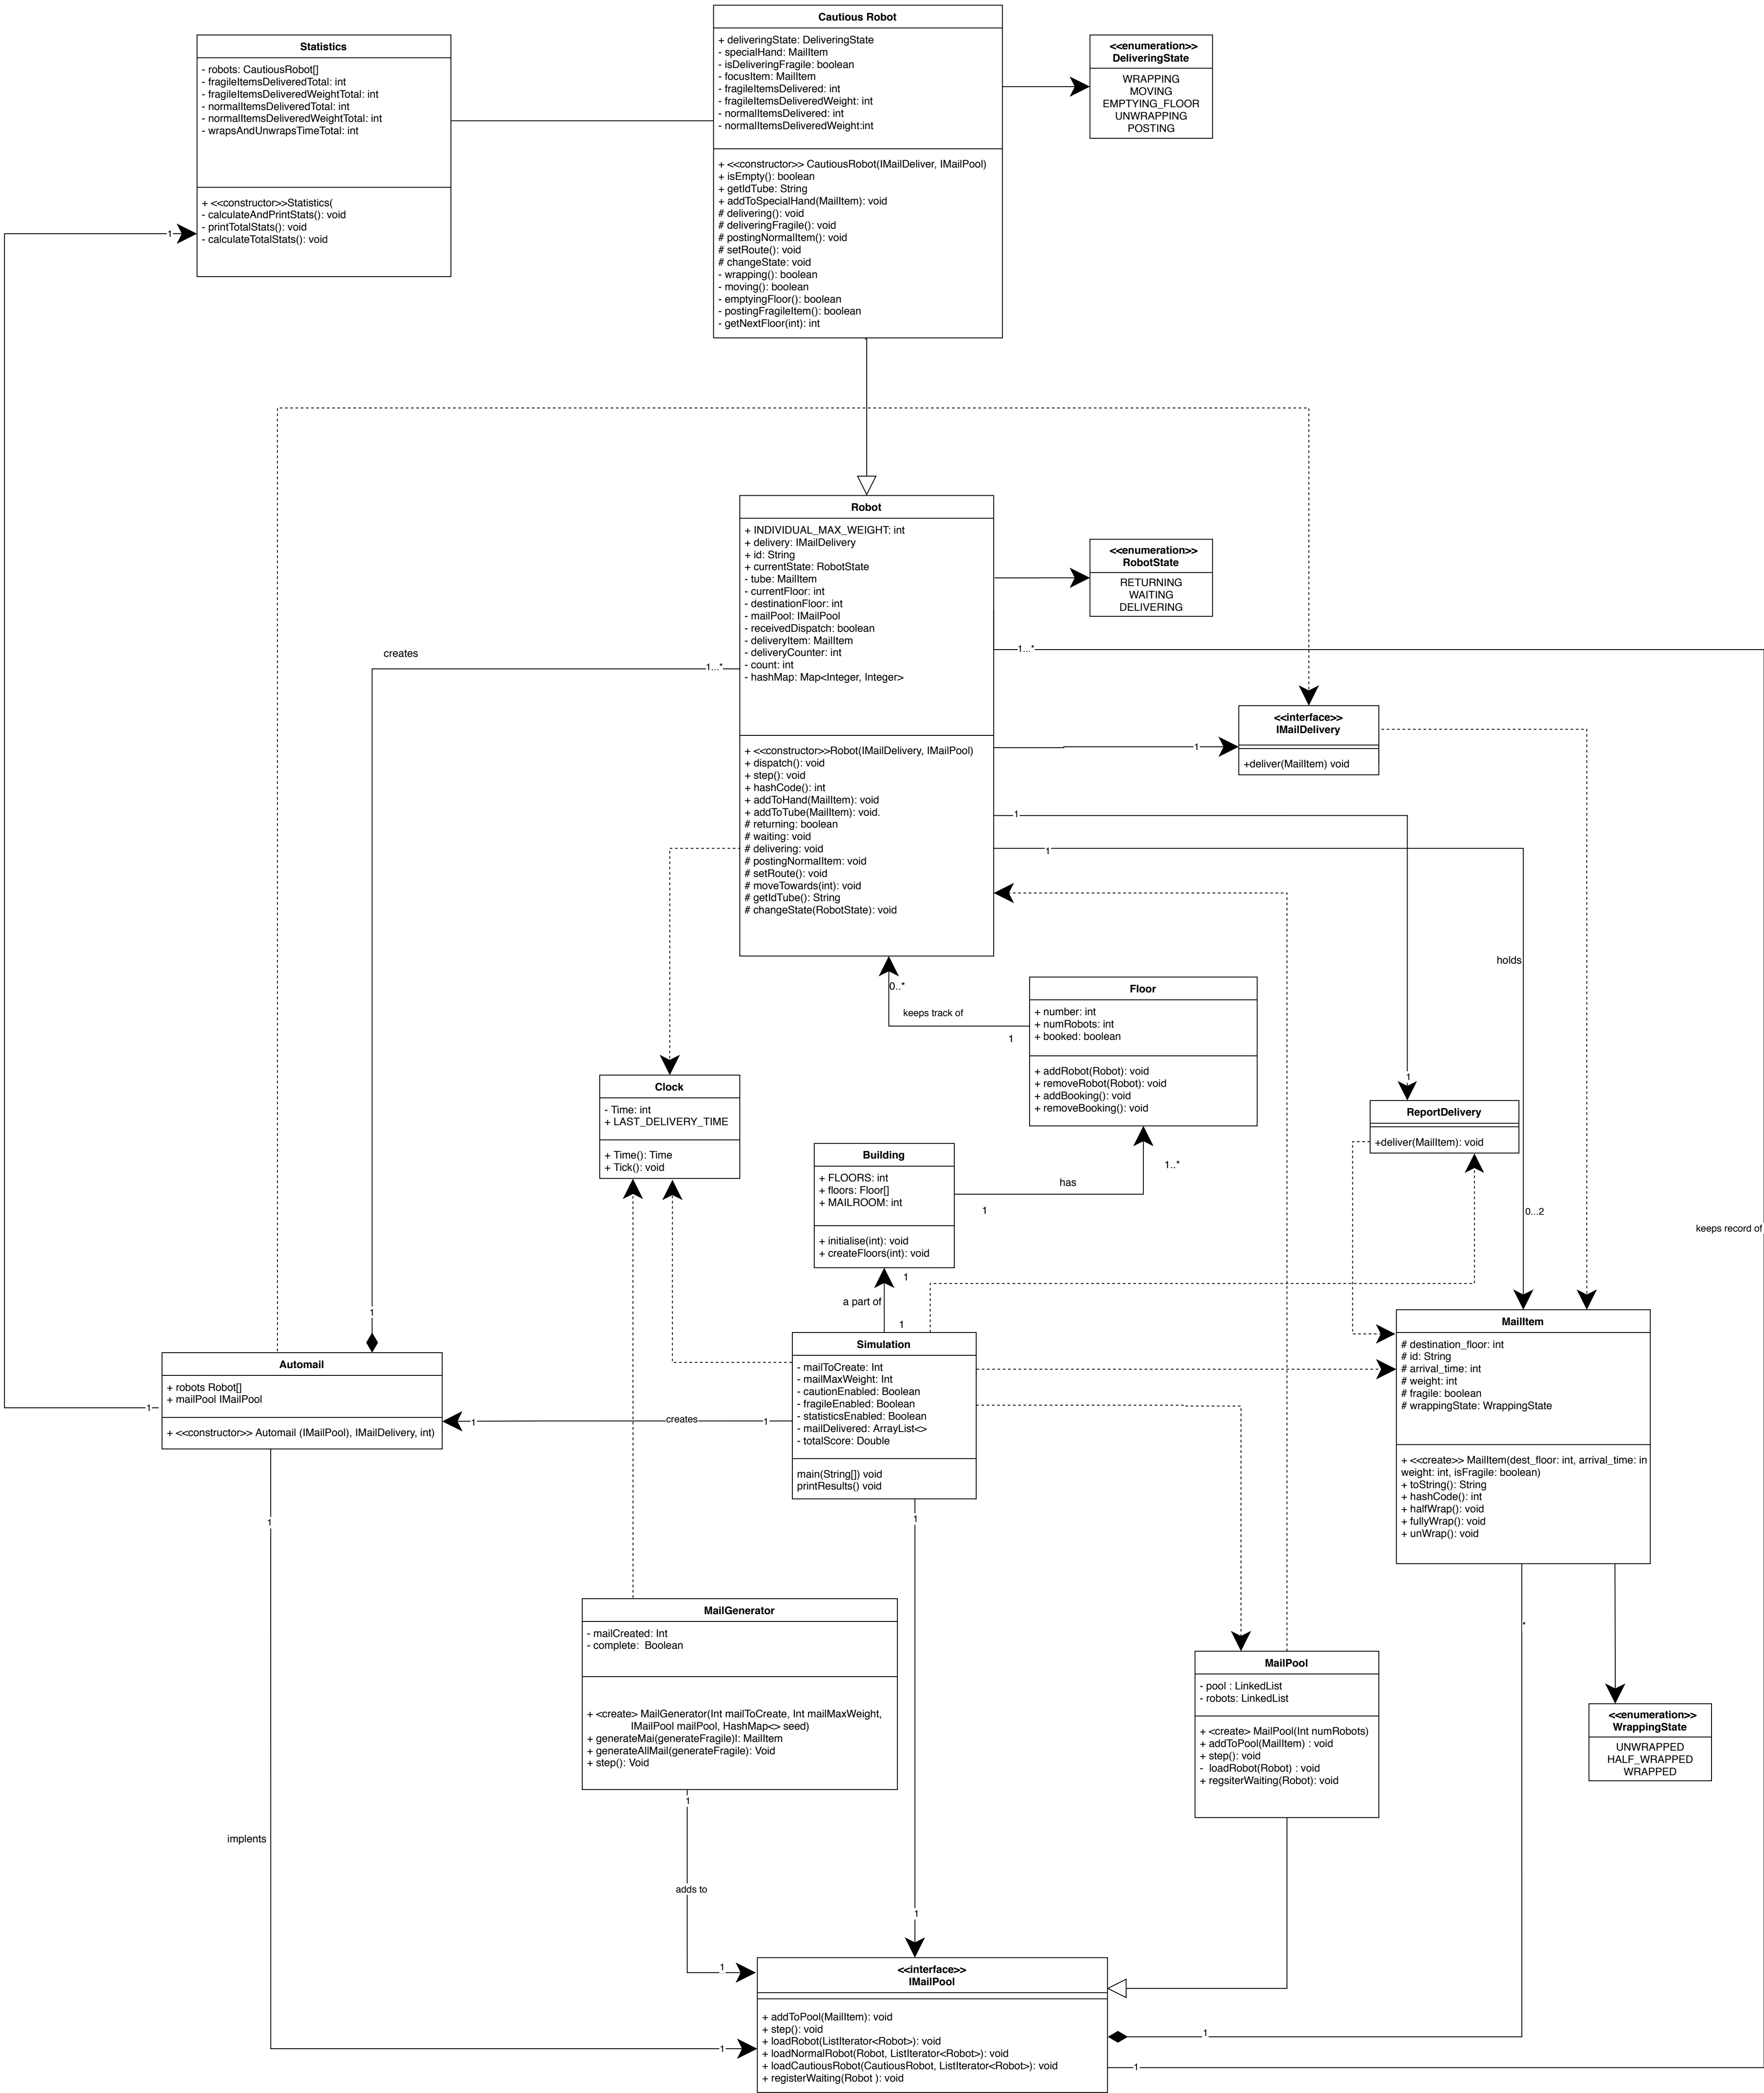 Cautious Robot
+ deliveringState: DeliveringState
- specialHand: MailItem
- isDeliveringFragile: boolean
- focusItem: MailItem
- fragileItemsDelivered: int
- fragileItemsDeliveredWeight: int
- normalItemsDelivered: int
- normalItemsDeliveredWeight:int
+ <<constructor>> CautiousRobot(IMailDeliver, IMailPool)
+ isEmpty(): boolean
+ getIdTube: String
+ addToSpecialHand(MailItem): void
# delivering(): void
# deliveringFragile(): void
# postingNormalItem(): void
# setRoute(): void
# changeState: void
- wrapping(): boolean
- moving(): boolean
- emptyingFloor(): boolean
- postingFragileItem(): boolean
- getNextFloor(int): int
Statistics
- robots: CautiousRobot[]
- fragileItemsDeliveredTotal: int
- fragileItemsDeliveredWeightTotal: int
- normalItemsDeliveredTotal: int
- normalItemsDeliveredWeightTotal: int
- wrapsAndUnwrapsTimeTotal: int
+ <<constructor>>Statistics(
- calculateAndPrintStats(): void
- printTotalStats(): void
- calculateTotalStats(): void
1
<<enumeration>>
DeliveringState
WRAPPING
MOVING
EMPTYING_FLOOR
UNWRAPPING
POSTING
Robot
+ INDIVIDUAL_MAX_WEIGHT: int
+ delivery: IMailDelivery
+ id: String
+ currentState: RobotState
- tube: MailItem
- currentFloor: int
- destinationFloor: int
- mailPool: IMailPool
- receivedDispatch: boolean
- deliveryItem: MailItem
- deliveryCounter: int
- count: int
- hashMap: Map<Integer, Integer>
+ <<constructor>>Robot(IMailDelivery, IMailPool)
+ dispatch(): void
+ step(): void
+ hashCode(): int
+ addToHand(MailItem): void
+ addToTube(MailItem): void.
# returning: boolean
# waiting: void
# delivering: void
# postingNormalItem: void
# setRoute(): void
# moveTowards(int): void
# getIdTube(): String
# changeState(RobotState): void
<<enumeration>>
RobotState
RETURNING
WAITING
DELIVERING
creates
1...*
1...*
<<interface>>
IMailDelivery
+deliver(MailItem) void
1
1
1
holds
0..*
keeps track of
1
Floor
+ number: int
+ numRobots: int
+ booked: boolean
+ addRobot(Robot): void
+ removeRobot(Robot): void
+ addBooking(): void
+ removeBooking(): void
Clock
- Time: int
+ LAST_DELIVERY_TIME
+ Time(): Time
+ Tick(): void
1
ReportDelivery
+deliver(MailItem): void
Building
+ FLOORS: int
+ floors: Floor[]
+ MAILROOM: int
+ initialise(int): void
+ createFloors(int): void
1..*
has
1
0...2
keeps record of
1
a part of
1
1
Simulation
- mailToCreate: Int
- mailMaxWeight: Int
- cautionEnabled: Boolean
- fragileEnabled: Boolean
- statisticsEnabled: Boolean
- mailDelivered: ArrayList<>
- totalScore: Double
main(String[]) void
printResults() void
MailItem
# destination_floor: int
# id: String
# arrival_time: int
# weight: int
# fragile: boolean
# wrappingState: WrappingState
+ <<create>> MailItem(dest_floor: int, arrival_time: in
weight: int, isFragile: boolean)
+ toString(): String
+ hashCode(): int
+ halfWrap(): void
+ fullyWrap(): void
+ unWrap(): void
Automail
+ robots Robot[]
+ mailPool IMailPool
+ <<constructor>> Automail (IMailPool), IMailDelivery, int)
1
1
creates
1
1
1
*
MailGenerator
- mailCreated: Int
- complete:  Boolean
+ <create> MailGenerator(Int mailToCreate, Int mailMaxWeight,
IMailPool mailPool, HashMap<> seed)
+ generateMai(generateFragile)l: MailItem
+ generateAllMail(generateFragile): Void
+ step(): Void
MailPool
- pool : LinkedList
- robots: LinkedList
+ <create> MailPool(Int numRobots)
+ addToPool(MailItem) : void
+ step(): void
-  loadRobot(Robot) : void
+ regsiterWaiting(Robot): void
<<enumeration>>
WrappingState
UNWRAPPED
HALF_WRAPPED
WRAPPED
1
implents
adds to
1
1
<<interface>>
IMailPool
+ addToPool(MailItem): void
+ step(): void
+ loadRobot(ListIterator<Robot>): void
+ loadNormalRobot(Robot, ListIterator<Robot>): void
+ loadCautiousRobot(CautiousRobot, ListIterator<Robot>): void
+ registerWaiting(Robot ): void
1
1
1